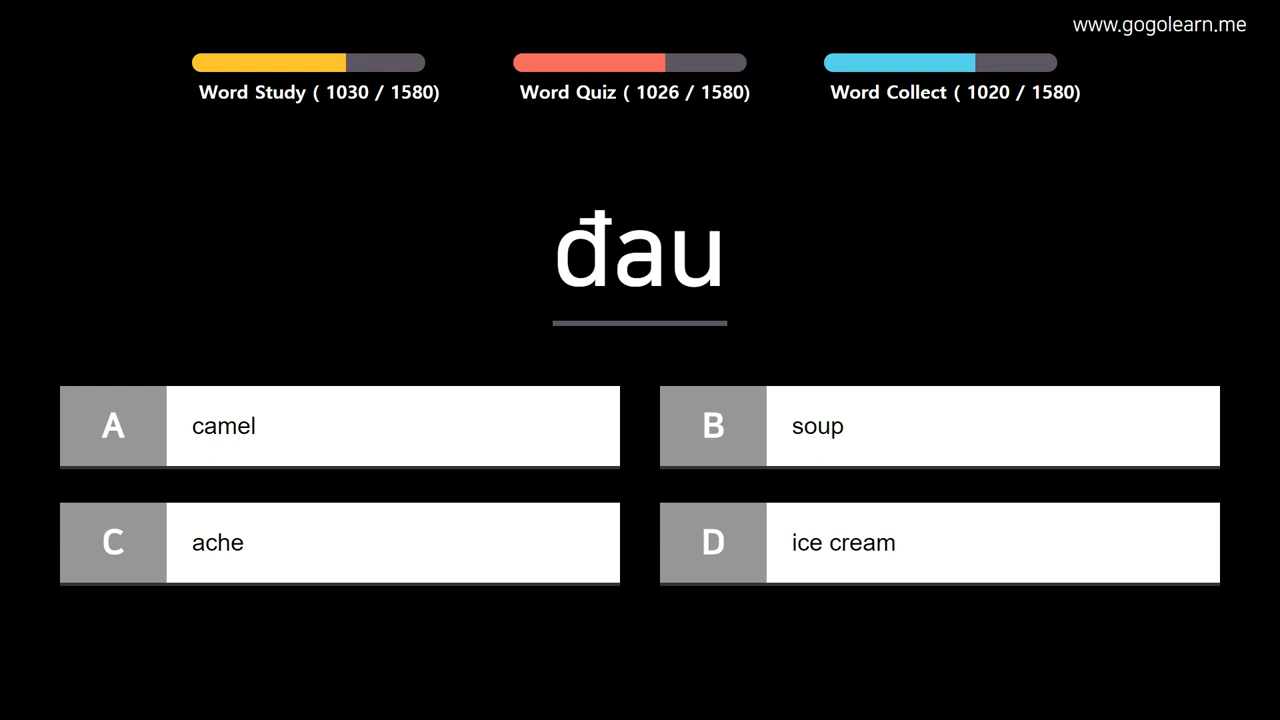 www.gogolearn.me
Word Study ( 1030 / 1580)
Word Quiz ( 1026 / 1580)
Word Collect ( 1020 / 1580)
đau
A camel
B soup
C ache
D ice cream